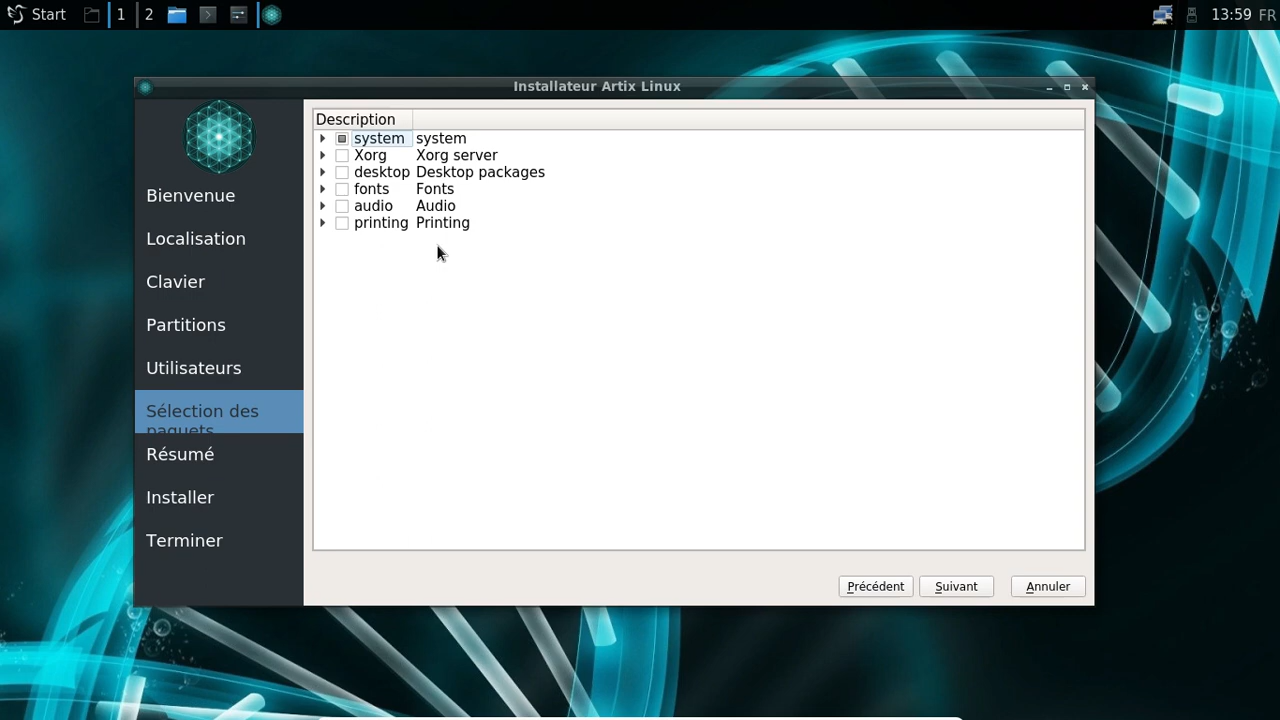 Start 1 2 13:59 FR
Installateur Artix Linux
Bienvenue
Localisation
Clavier
Partitions
Utilisateurs
Sélection des
paquets
Résumé
Installer
Terminer
Description
system system
Xorg Xorg server
desktop Desktop packages
fonts Fonts
audio Audio
printing Printing
Précédent Suivant Annuler